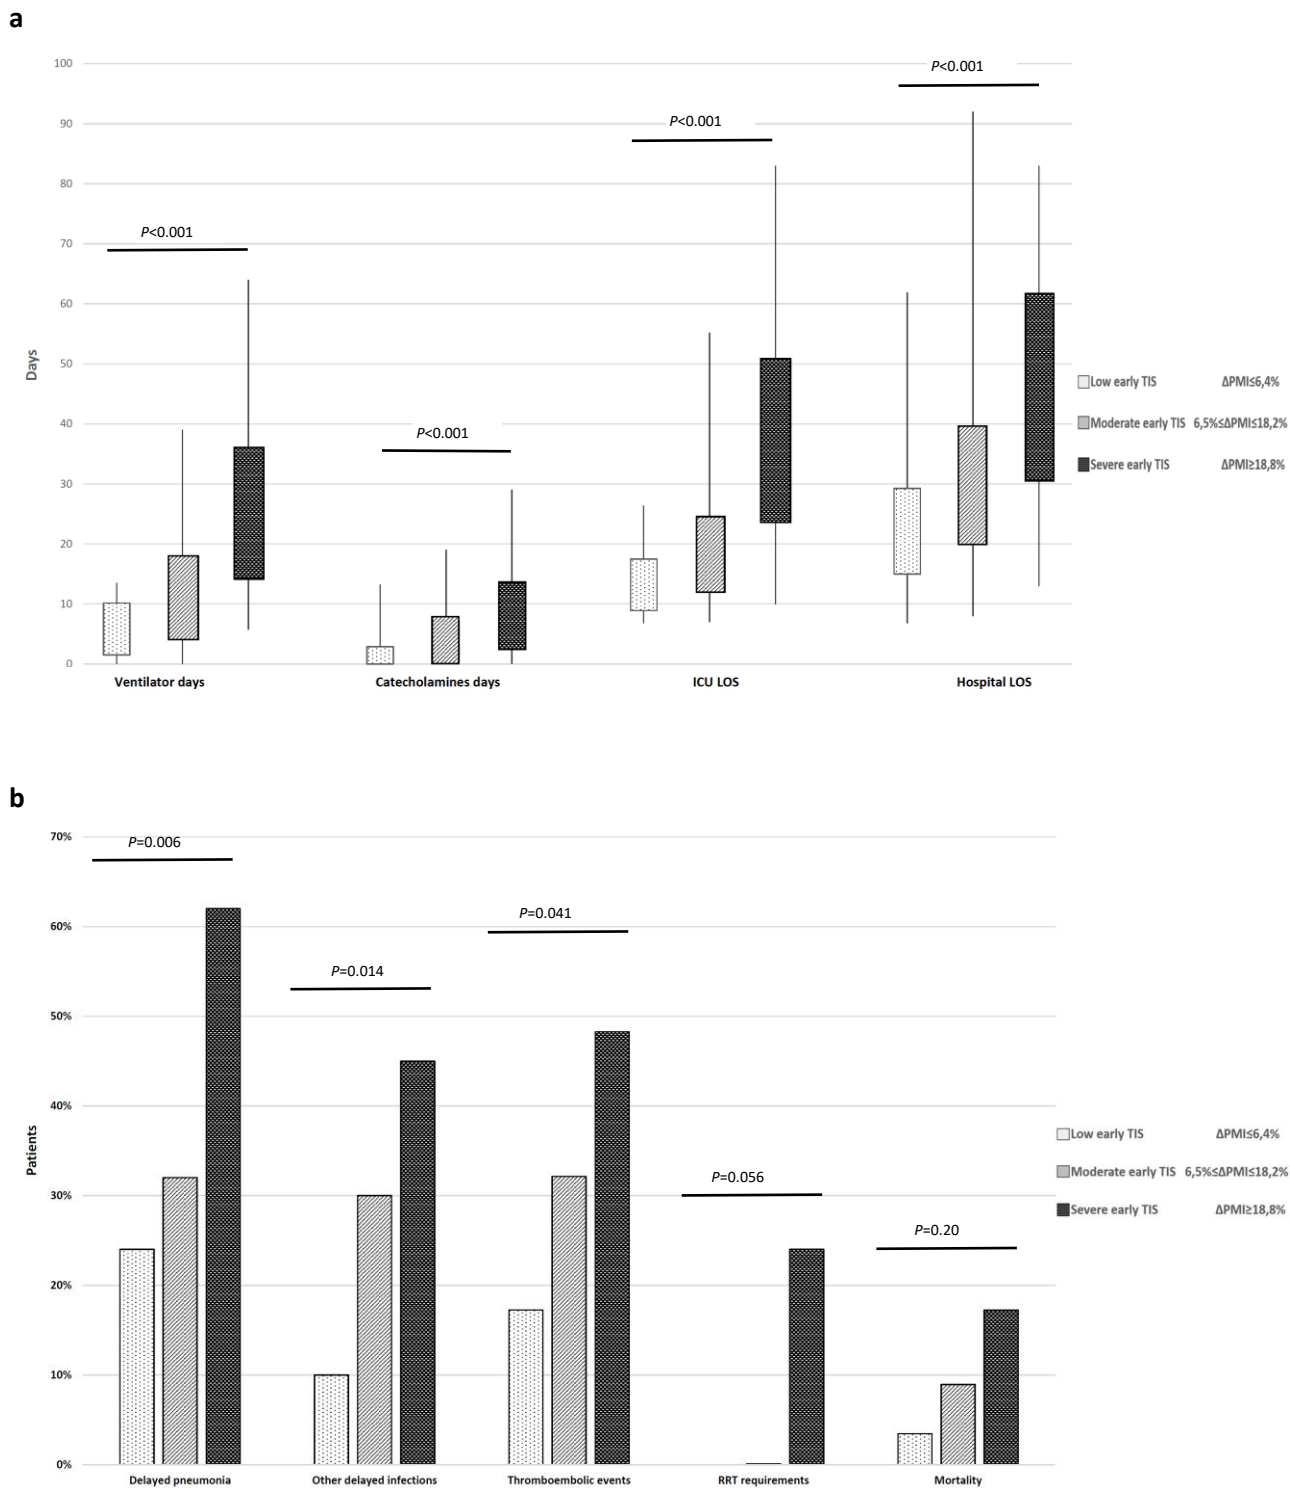 a
100
P<0.001
90
P<0.001
80
70
P<0.001
60
Days
50
Low early TIS ΔPMI≤6,4%
40
P<0.001
Moderate early TIS 6,5%≤ΔPMI≤18,2%
30
Severe early TIS ΔPMI≥18,8%
20
10
0
Ventilator days Catecholamines days ICU LOS Hospital LOS
b
70%
P=0.006
60%
P=0.041
P=0.014
50%
40%
Patients
Low early TIS ΔPMI≤6,4%
Moderate early TIS 6,5%≤ΔPMI≤18,2%
30%
P=0.056
Severe early TIS ΔPMI≥18,8%
P=0.20
20%
10%
0%
Delayed pneumonia Other delayed infections Thromboembolic events RRT requirements Mortality